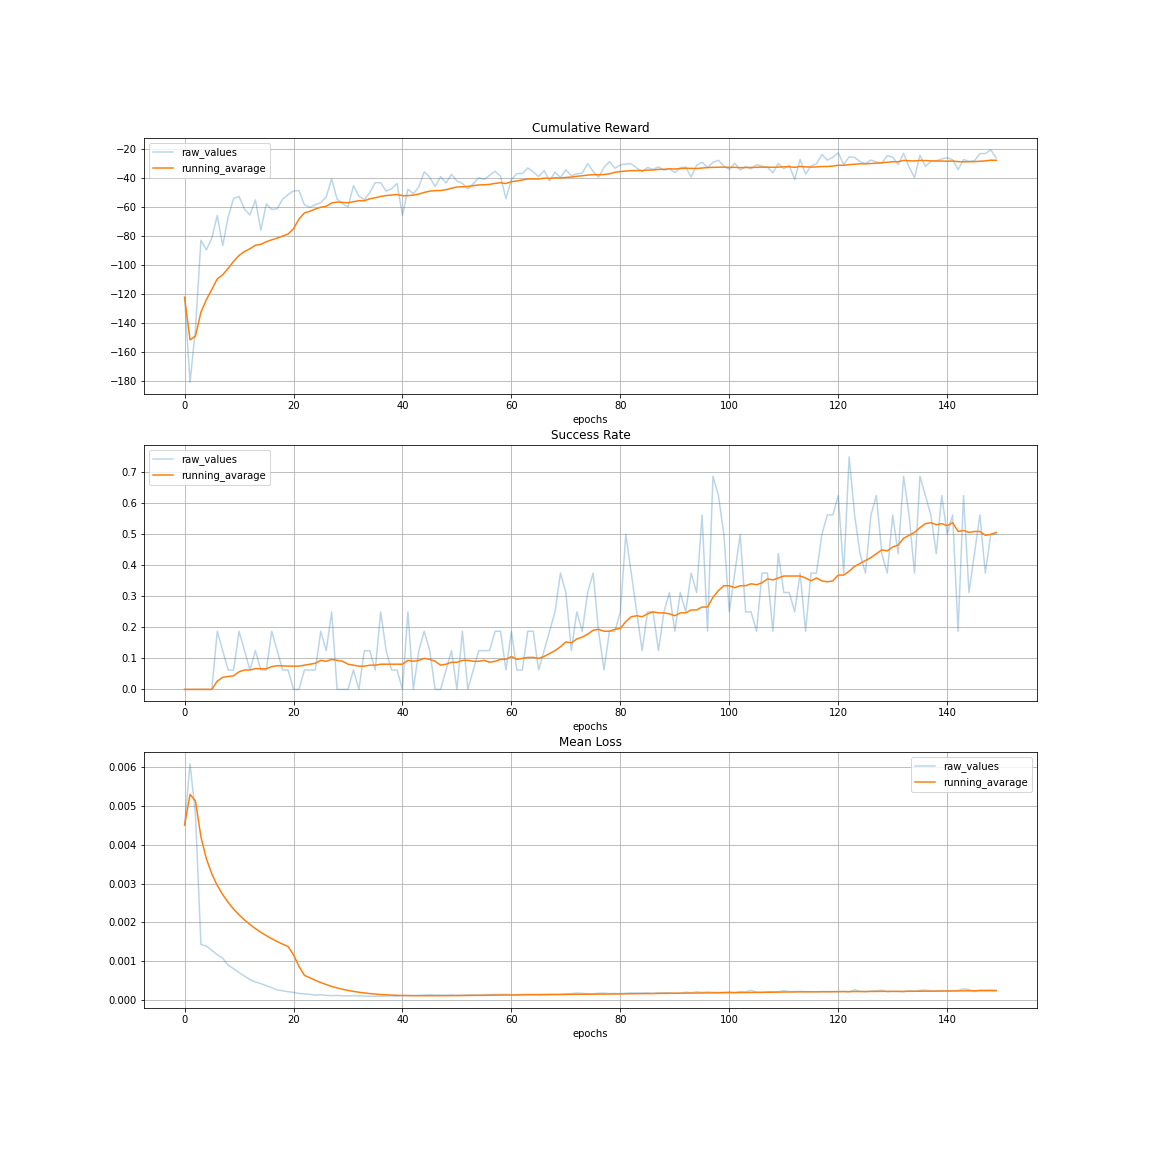 Cumulative Reward
raw_values
running_avarage
−20
−40
−60
−80
−100
−120
−140
−160
−180
0 20 40 60 80 100 120 140
epochs
Success Rate
raw_values
running_avarage
0.7
0.6
0.5
0.4
0.3
0.2
0.1
0.0
0 20 40 60 80 100 120 140
epochs
Mean Loss
raw_values
running_avarage
0.006
0.005
0.004
0.003
0.002
0.001
0.000
0 20 40 60 80 100 120 140
epochs